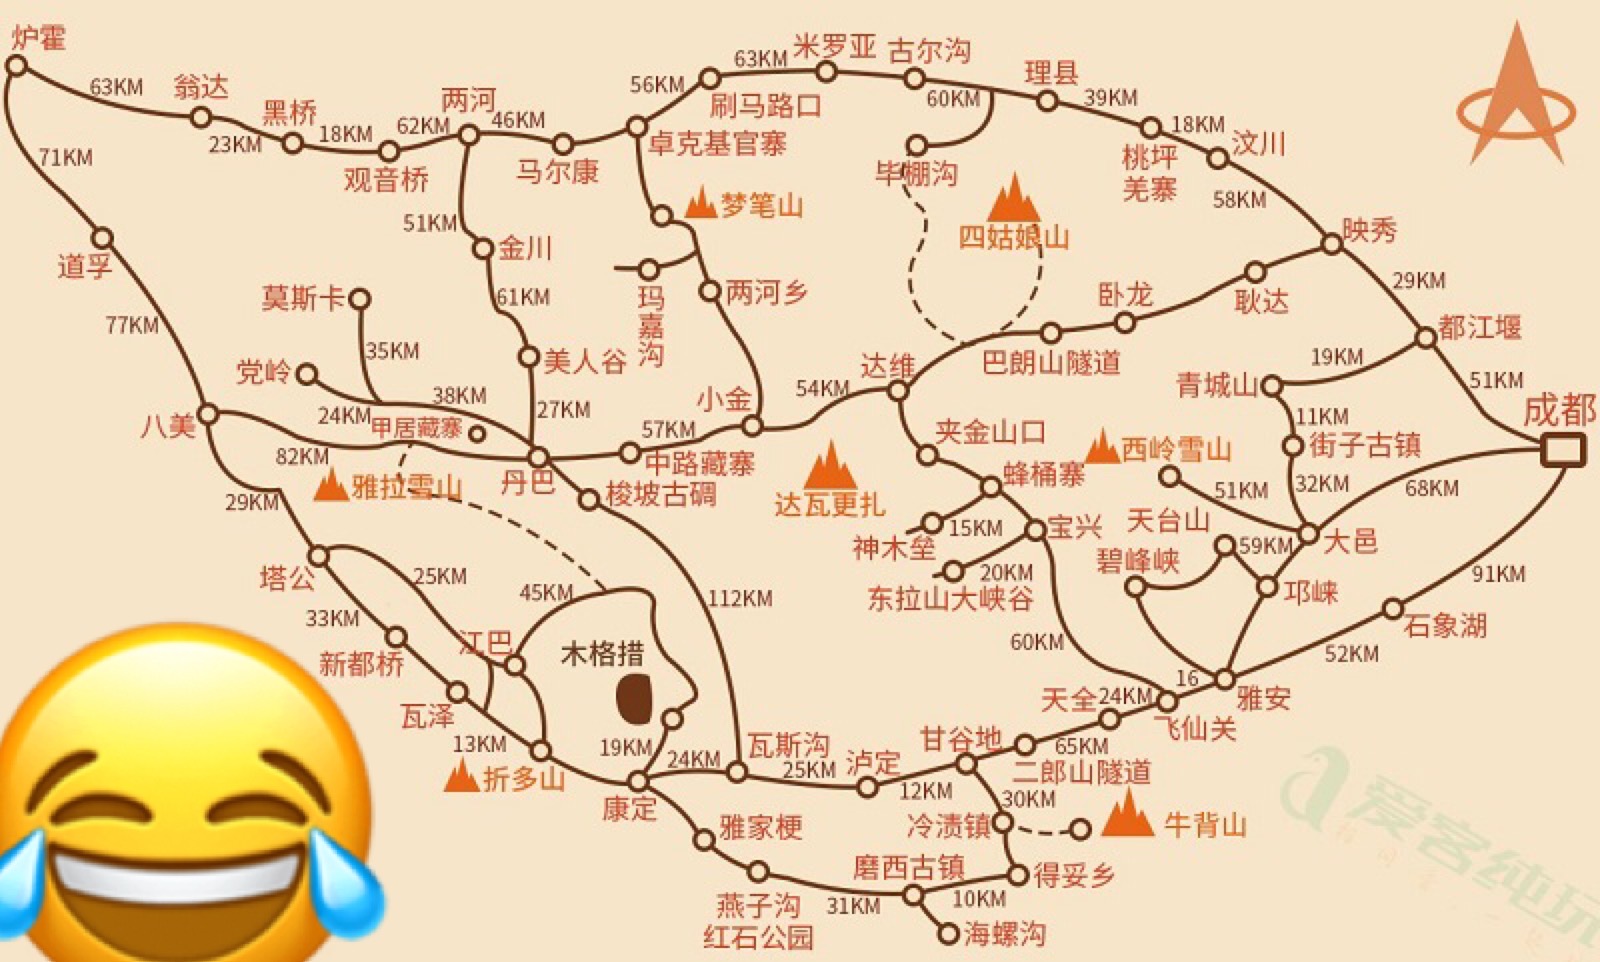 炉霍
63KM
翁达
23KM
黑桥
18KM
观音桥
62KM
两河
46KM
马尔康
56KM
卓克基官寨
63KM
刷马路口
米罗亚
古尔沟
60KM
毕棚沟
理县
39KM
18KM
桃坪
羌寨
汶川
58KM
映秀
29KM
都江堰
51KM
成都
71KM
道孚
77KM
八美
莫斯卡
35KM
党岭
24KM
38KM
甲居藏寨
82KM
雅拉雪山
51KM
金川
61KM
美人谷
27KM
丹巴
梦笔山
玛嘉沟
两河乡
小金
57KM
中路藏寨
梭坡古碉
54KM
达维
四姑娘山
巴朗山隧道
卧龙
耿达
19KM
青城山
11KM
街子古镇
32KM
西岭雪山
51KM
68KM
大邑
天台山
59KM
碧峰峡
邛崃
91KM
石象湖
52KM
雅安
16
飞仙关
24KM
天全
65KM
二郎山隧道
甘谷地
12KM
泸定
25KM
瓦斯沟
24KM
康定
19KM
木格措
45KM
112KM
达瓦更扎
夹金山口
蜂桶寨
15KM
神木垒
宝兴
20KM
东拉山大峡谷
60KM
29KM
塔公
25KM
33KM
新都桥
江巴
瓦泽
13KM
折多山
雅家梗
燕子沟
红石公园
31KM
磨西古镇
10KM
海螺沟
得妥乡
冷渍镇
30KM
牛背山
爱客纯玩